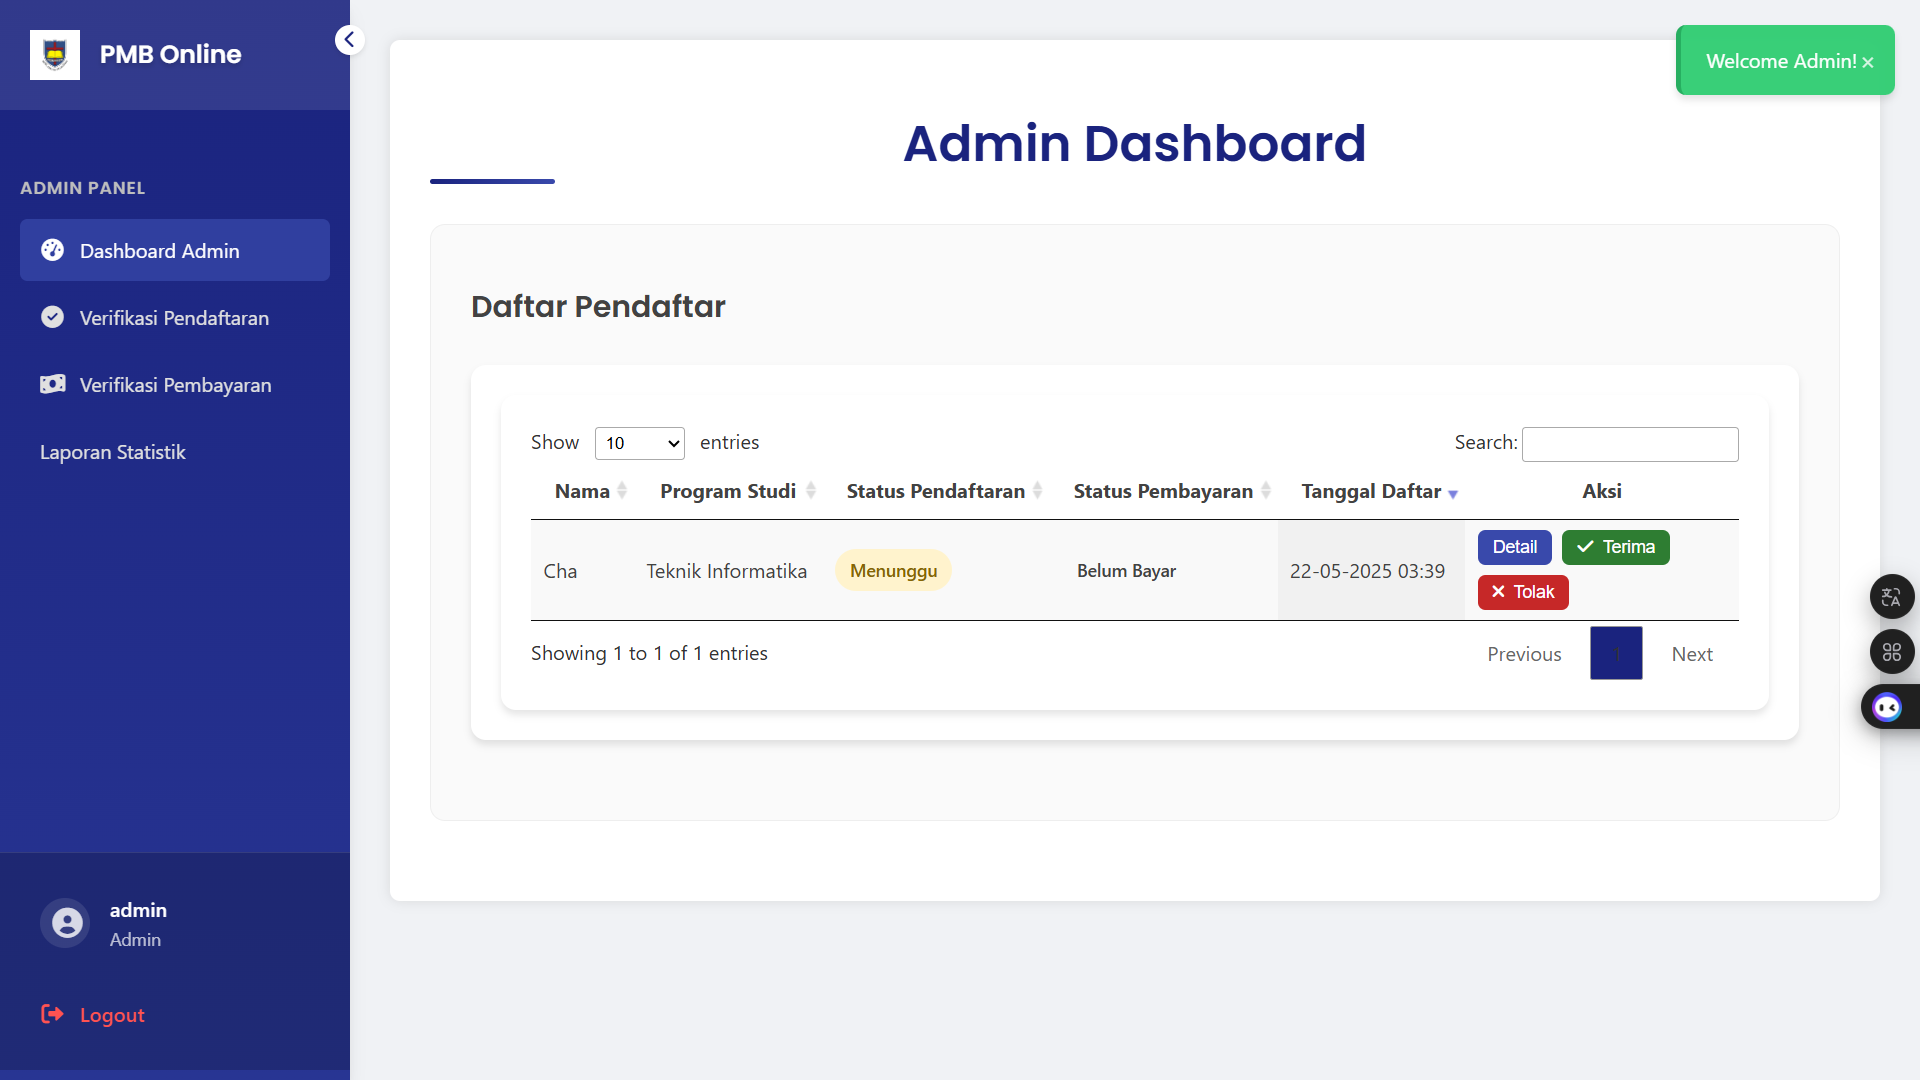 PMB Online
Welcome Admin! ×
Admin Dashboard
ADMIN PANEL
Dashboard Admin
Verifikasi Pendaftaran
Verifikasi Pembayaran
Laporan Statistik
Daftar Pendaftar
Show 10 entries
Search:
Nama Program Studi Status Pendaftaran Status Pembayaran Tanggal Daftar Aksi
Cha Teknik Informatika Menunggu Belum Bayar 22-05-2025 03:39 Detail Terima
Tolak
Showing 1 to 1 of 1 entries
Previous 1 Next
admin
Admin
Logout